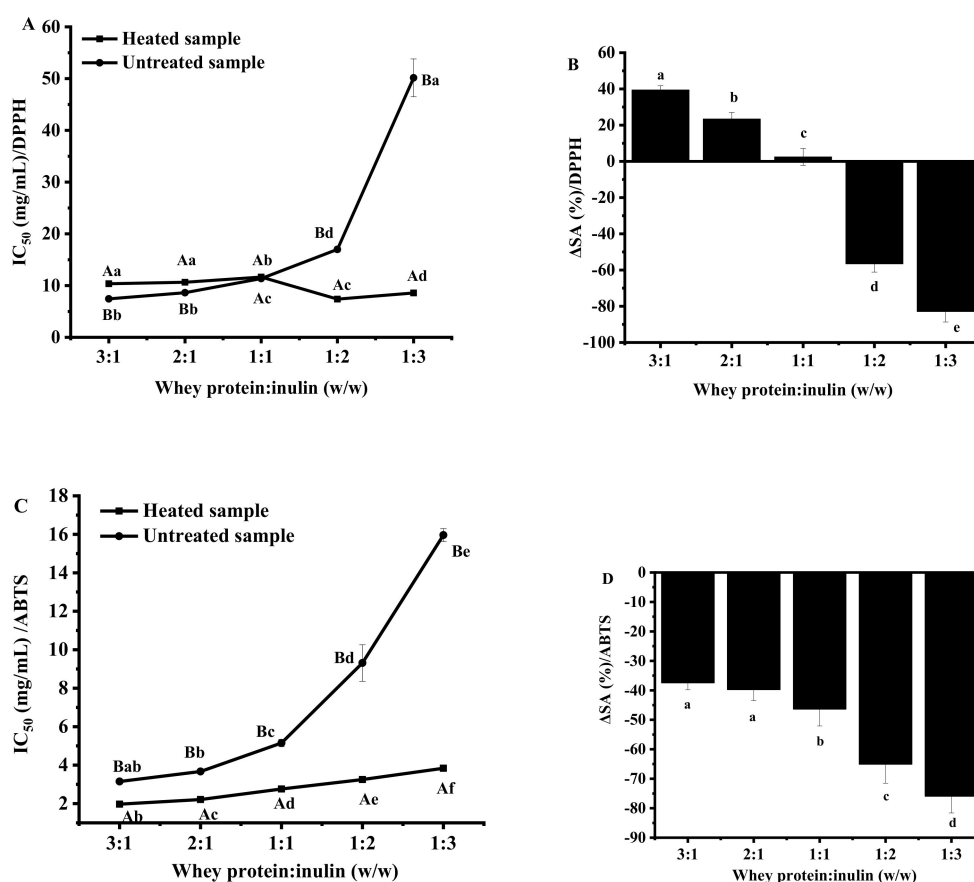 A
Heated sample
Untreated sample
IC50 (mg/mL)/DPPH
60
50
40
30
20
10
0
Aa
Aa
Ab
Ac
Ad
Bb
Bb
Ac
Bd
Ba
3:1
2:1
1:1
1:2
1:3
Whey protein:inulin (w/w)
B
ΔSA (%)/DPPH
60
40
20
0
-20
-40
-60
-80
-100
a
b
c
d
e
3:1
2:1
1:1
1:2
1:3
Whey protein:inulin (w/w)
C
Heated sample
Untreated sample
IC50 (mg/mL) /ABTS
18
16
14
12
10
8
6
4
2
Bab
Bb
Bc
Bd
Be
Ab
Ac
Ad
Ae
Af
3:1
2:1
1:1
1:2
1:3
Whey protein:inulin (w/w)
D
ΔSA (%)/ABTS
0
-10
-20
-30
-40
-50
-60
-70
-80
-90
a
a
b
c
d
3:1
2:1
1:1
1:2
1:3
Whey protein:inulin (w/w)